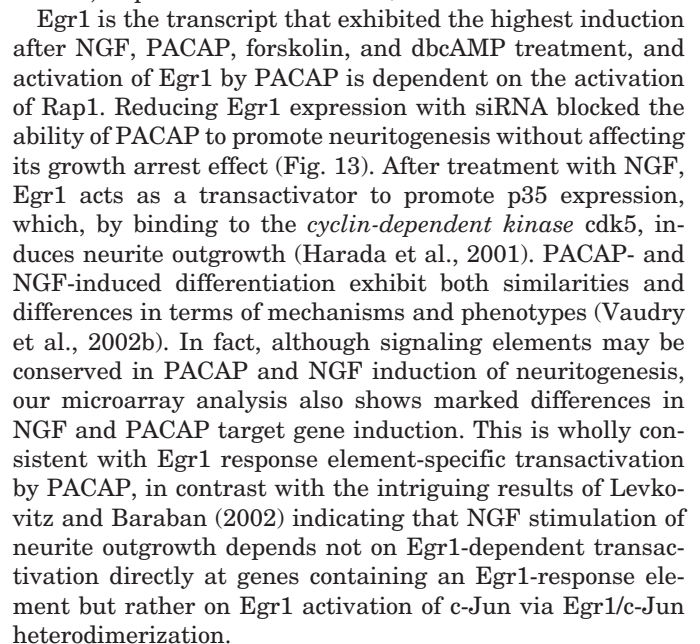 Egr1 is the transcript that exhibited the highest induction
after NGF, PACAP, forskolin, and dbcAMP treatment, and
activation of Egr1 by PACAP is dependent on the activation
of Rap1. Reducing Egr1 expression with siRNA blocked the
ability of PACAP to promote neuritogenesis without affecting
its growth arrest effect (Fig. 13). After treatment with NGF,
Egr1 acts as a transactivator to promote p35 expression,
which, by binding to the cyclin-dependent kinase cdk5, in-
duces neurite outgrowth (Harada et al., 2001). PACAP- and
NGF-induced differentiation exhibit both similarities and
differences in terms of mechanisms and phenotypes (Vaudry
et al., 2002b). In fact, although signaling elements may be
conserved in PACAP and NGF induction of neuritogenesis,
our microarray analysis also shows marked differences in
NGF and PACAP target gene induction. This is wholly con-
sistent with Egr1 response element-specific transactivation
by PACAP, in contrast with the intriguing results of Levko-
vitz and Baraban (2002) indicating that NGF stimulation of
neurite outgrowth depends not on Egr1-dependent transac-
tivation directly at genes containing an Egr1-response ele-
ment but rather on Egr1 activation of c-Jun via Egr1/c-Jun
heterodimerization.